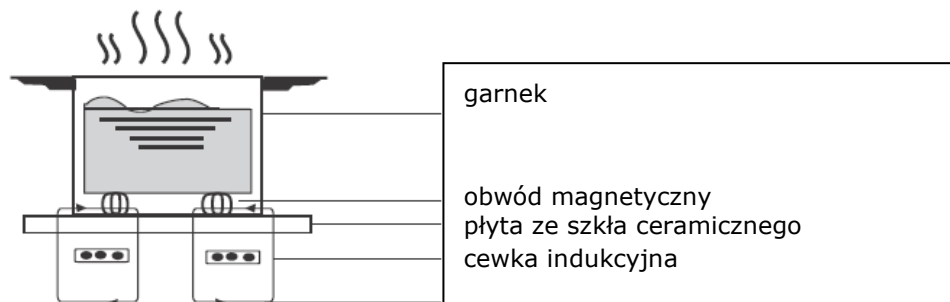 garnek
obwód magnetyczny
płyta ze szkła ceramicznego
cewka indukcyjna